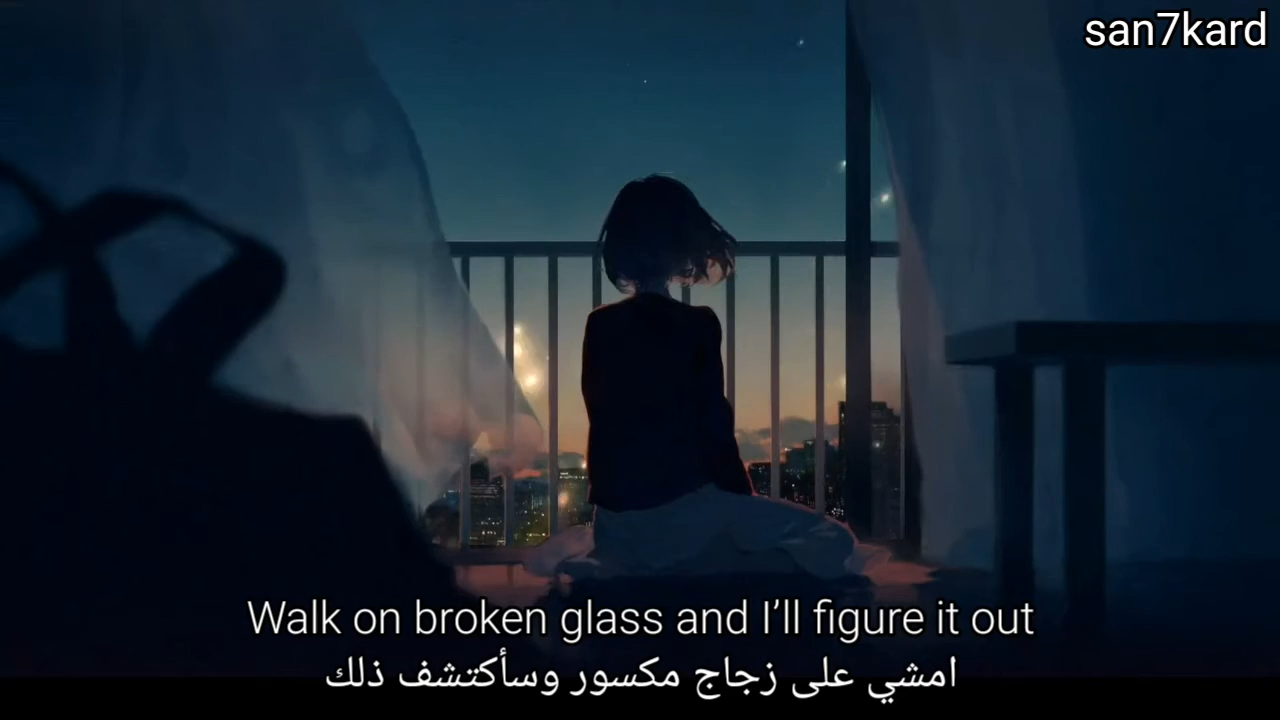 san7kard
Walk on broken glass and I’ll figure it out
امشي على زجاج مكسور وسأكتشف ذلك